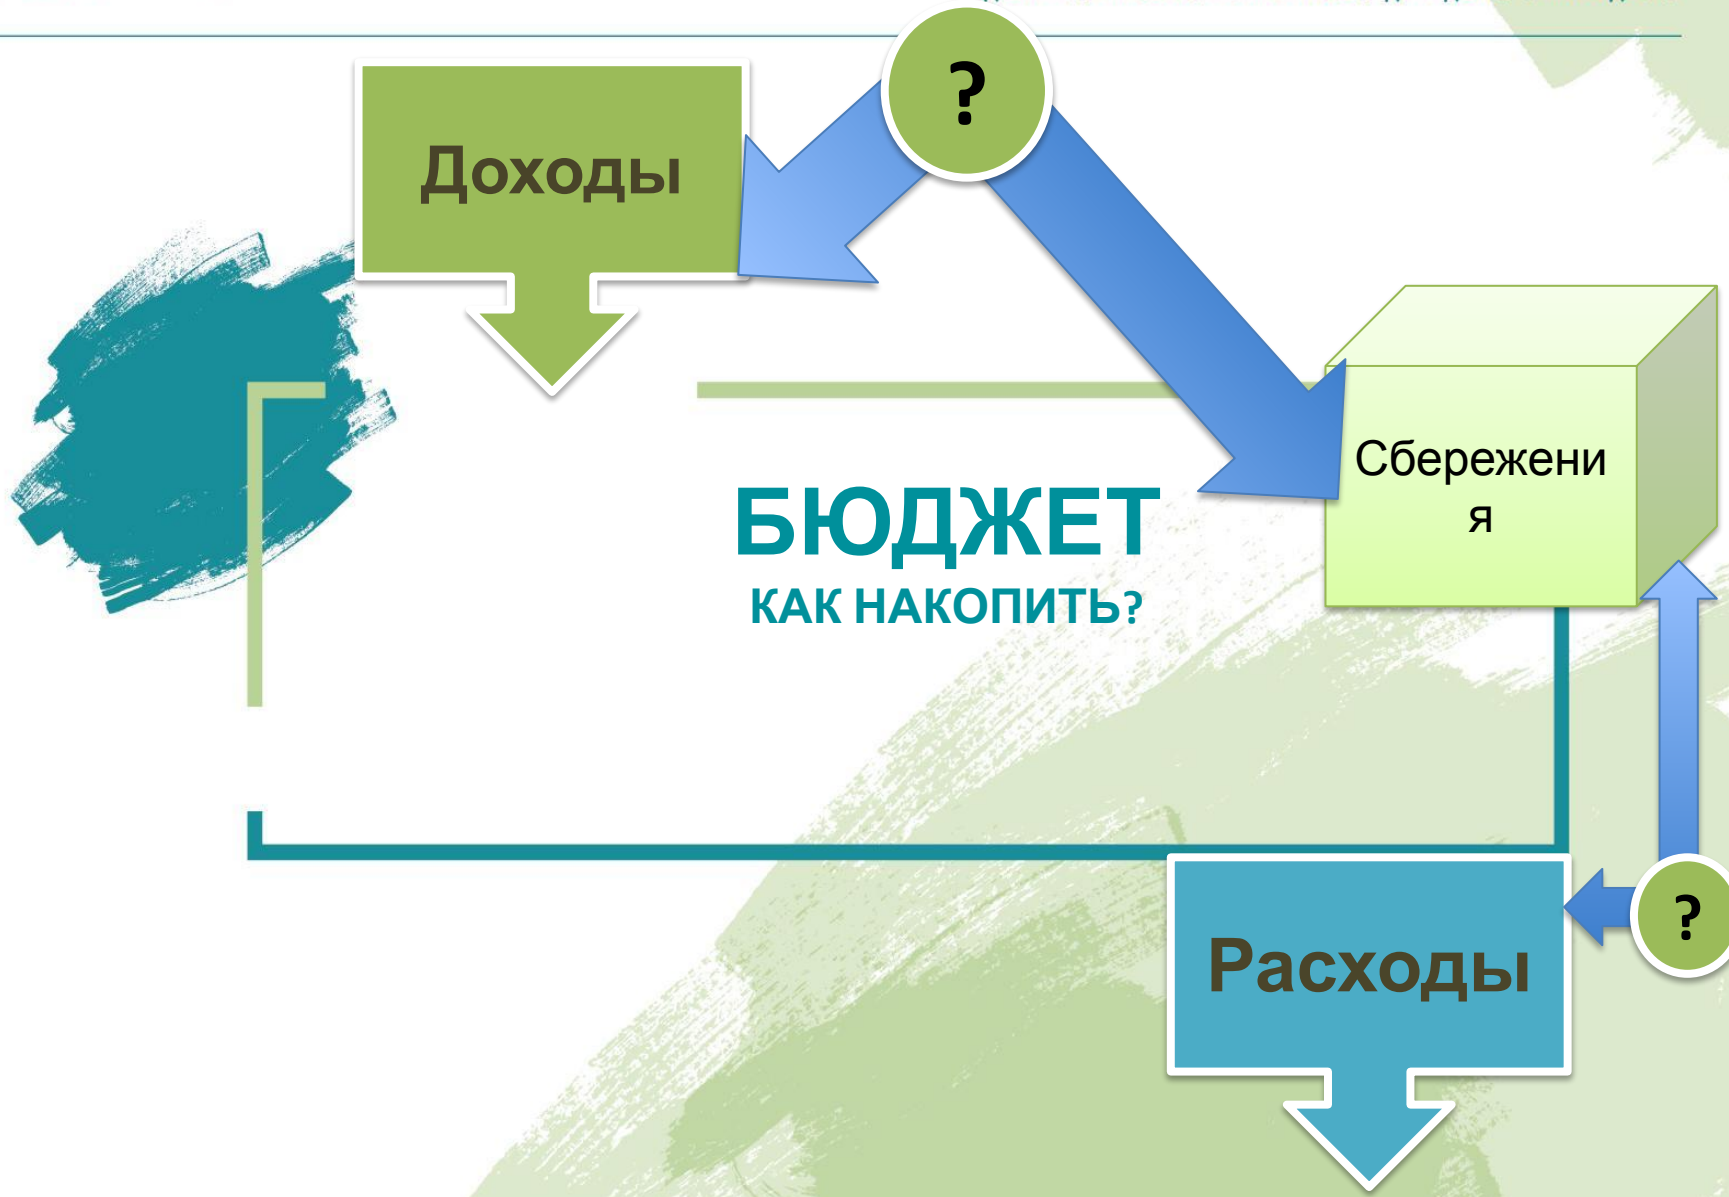 ?
Доходы
Сбережени
я
БЮДЖЕТ
КАК НАКОПИТЬ?
?
Расходы